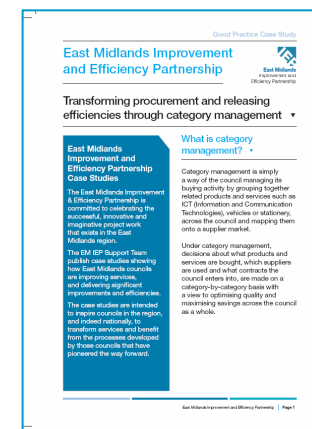 Good Practice Case Study
East Midlands Improvement
and Efficiency Partnership
East Midlands
Improvement and
Efficiency Partnership
Transforming procurement and releasing
efficiencies through category management
East Midlands
Improvement and
Efficiency Partnership
Case Studies
The East Midlands Improvement
& Efficiency Partnership is
committed to celebrating the
successful, innovative and
imaginative project work
that exists in the East
Midlands region.
The EM IEP Support Team
publish case studies showing
how East Midlands councils
are improving services,
and delivering significant
improvements and efficiencies.
The case studies are intended
to inspire councils in the region,
and indeed nationally, to
transform services and benefit
from the processes developed
by those councils that have
pioneered the way forward.
What is category
management?
Category management is simply
a way of the council managing its
buying activity by grouping together
related products and services such as
ICT (Information and Communication
Technologies), vehicles or stationery,
across the council and mapping them
onto a supplier market.
Under category management,
decisions about what products and
services are bought, which suppliers
are used and what contracts the
council enters into, are made on a
category-by-category basis with
a view to optimising quality and
maximising savings across the council
as a whole.
East Midlands Improvement and Efficiency Partnership | Page 1